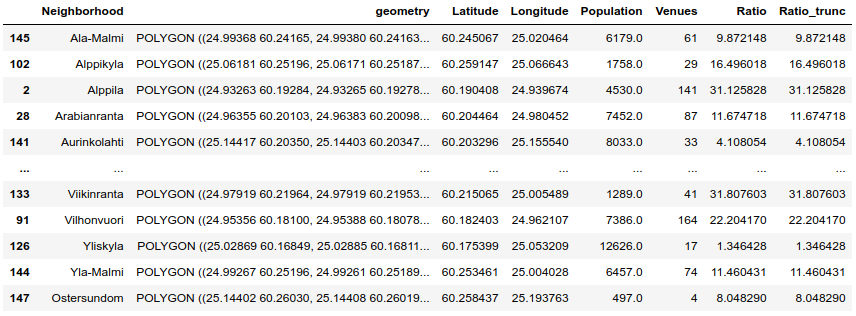 Neighborhood geometry Latitude Longitude Population Venues Ratio Ratio_trunc
145 Ala-Malmi POLYGON ((24.99368 60.24165, 24.99380 60.24163... 60.245067 25.020464 6179.0 61 9.872148 9.872148
102 Alppikyla POLYGON ((25.06181 60.25196, 25.06171 60.25187... 60.259147 25.066643 1758.0 29 16.496018 16.496018
2 Alppila POLYGON ((24.93263 60.19284, 24.93265 60.19278... 60.190408 24.939674 4530.0 141 31.125828 31.125828
28 Arabianranta POLYGON ((24.96355 60.20103, 24.96383 60.20098... 60.204464 24.980452 7452.0 87 11.674718 11.674718
141 Aurinkolahti POLYGON ((25.14417 60.20350, 25.14403 60.20347... 60.203296 25.155540 8033.0 33 4.108054 4.108054
... ... ... ... ... ... ... ... ...
133 Viikinranta POLYGON ((24.97919 60.21964, 24.97919 60.21953... 60.215065 25.005489 1289.0 41 31.807603 31.807603
91 Vilhonvuori POLYGON ((24.95356 60.18100, 24.95388 60.18078... 60.182403 24.962107 7386.0 164 22.204170 22.204170
126 Yliskyla POLYGON ((25.02869 60.16849, 25.02885 60.16811... 60.175399 25.053209 12626.0 17 1.346428 1.346428
144 Yla-Malmi POLYGON ((24.99267 60.25196, 24.99261 60.25189... 60.253461 25.004028 6457.0 74 11.460431 11.460431
147 Ostersundom POLYGON ((25.14402 60.26030, 25.14408 60.26019... 60.258437 25.193763 497.0 4 8.048290 8.048290